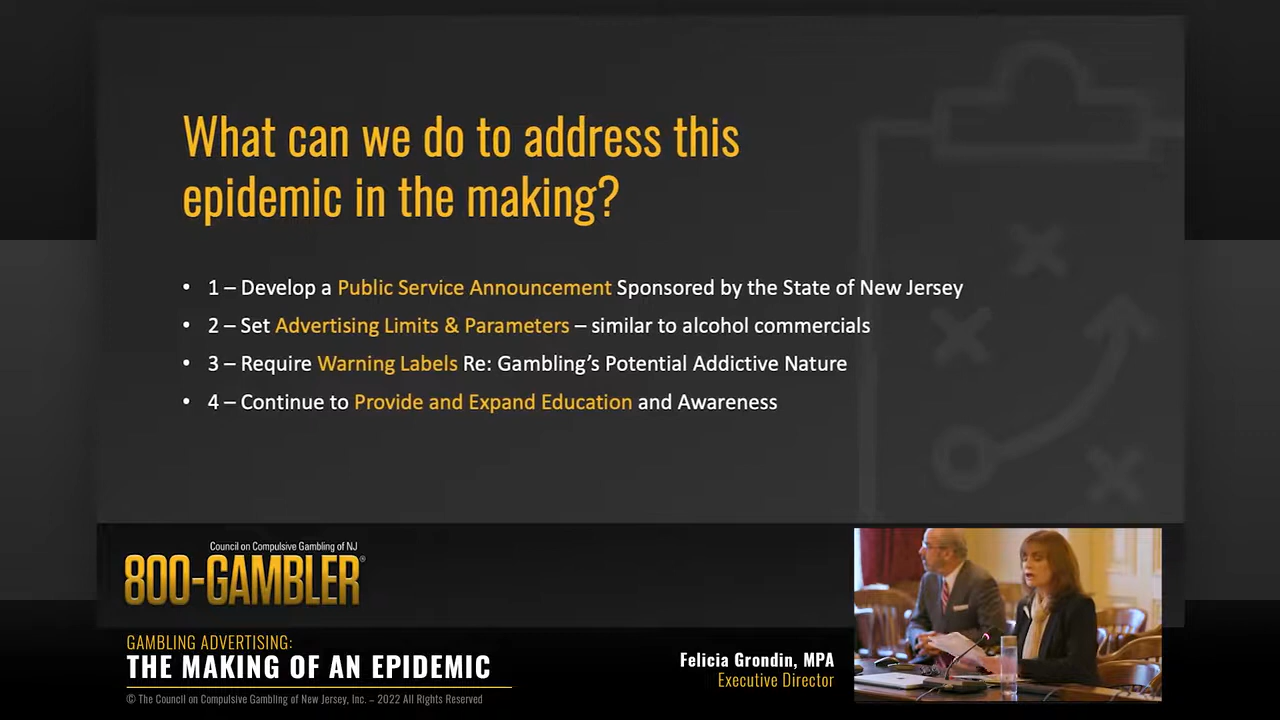 What can we do to address this
epidemic in the making?
• 1 – Develop a Public Service Announcement Sponsored by the State of New Jersey
• 2 – Set Advertising Limits & Parameters – similar to alcohol commercials
• 3 – Require Warning Labels Re: Gambling's Potential Addictive Nature
• 4 – Continue to Provide and Expand Education and Awareness
Council on Compulsive Gambling of NJ
800-GAMBLER®
GAMBLING ADVERTISING:
THE MAKING OF AN EPIDEMIC
© The Council on Compulsive Gambling of New Jersey, Inc. – 2022 All Rights Reserved
Felicia Grondin, MPA
Executive Director